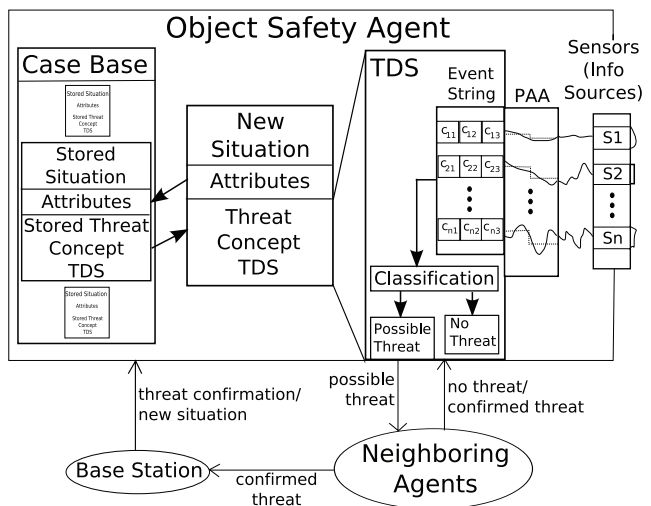 Object Safety Agent
Case Base
Stored Situation
Attributes
Stored Threat
Concept
TDS
Stored
Situation
Attributes
Stored Threat
Concept
TDS
Stored Situation
Attributes
Stored Threat
Concept
TDS
New
Situation
Attributes
Threat
Concept
TDS
TDS
Event
String
PAA
Sensors
(Info
Sources)
c11 c12 c13
c21 c22 c23
cn1 cn2 cn3
S1
S2
Sn
Classification
Possible
Threat
No
Threat
threat confirmation/
new situation
possible
threat
no threat/
confirmed threat
Base Station
confirmed
threat
Neighboring
Agents